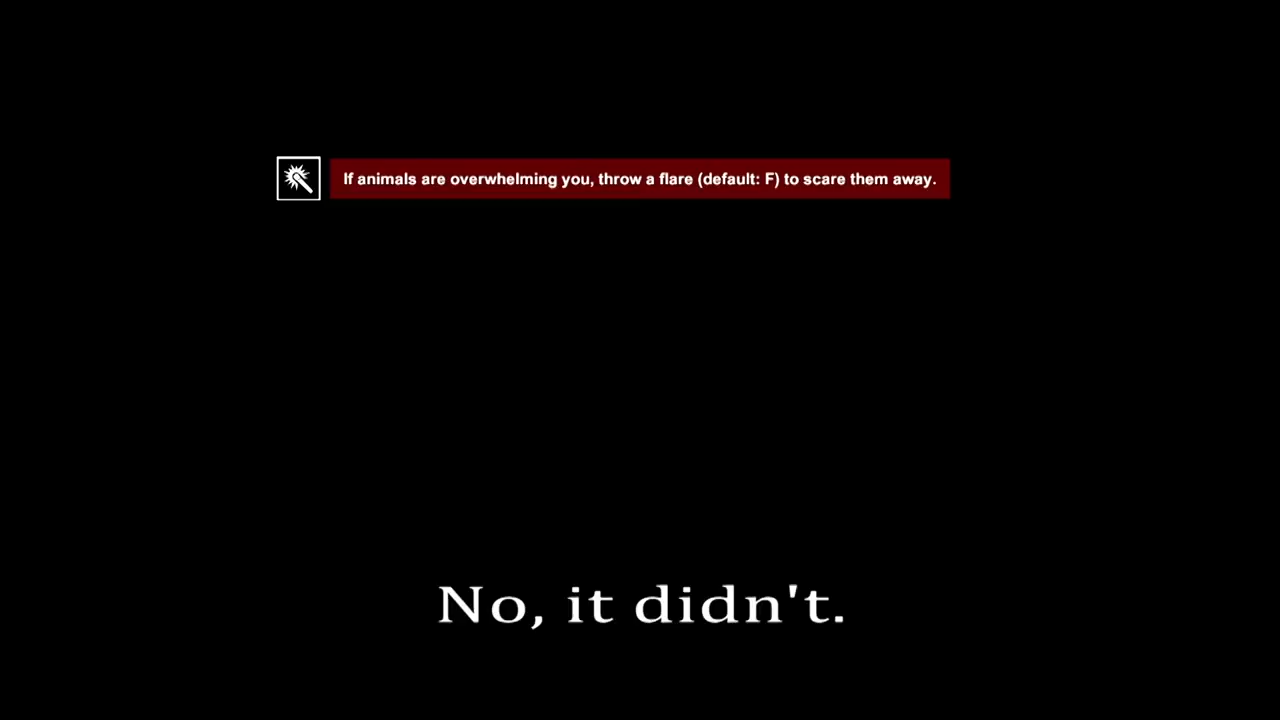 If animals are overwhelming you, throw a flare (default: F) to scare them away.
No, it didn't.